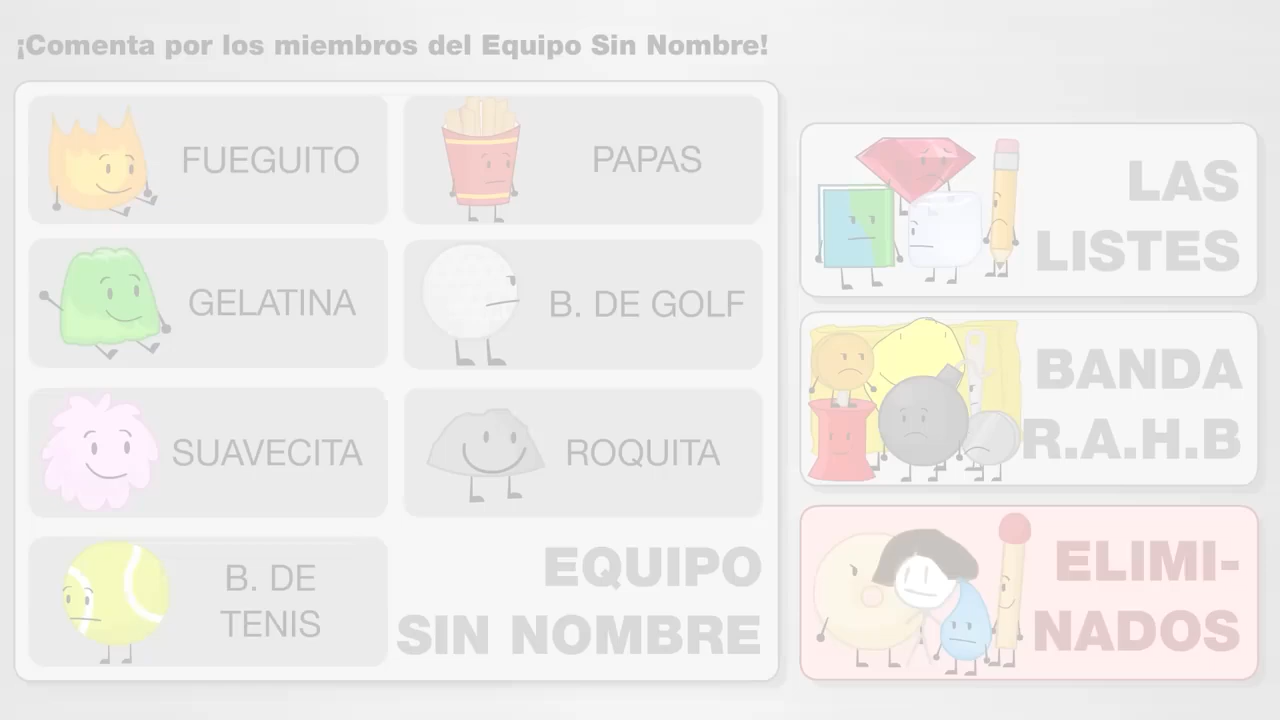 ¡Comenta por los miembros del Equipo Sin Nombre!
FUEGUITO
PAPAS
GELATINA
B. DE GOLF
SUAVECITA
ROQUITA
B. DE
TENIS
EQUIPO
SIN NOMBRE
LAS
LISTES
BANDA
R.A.H.B
ELIMI-
NADOS